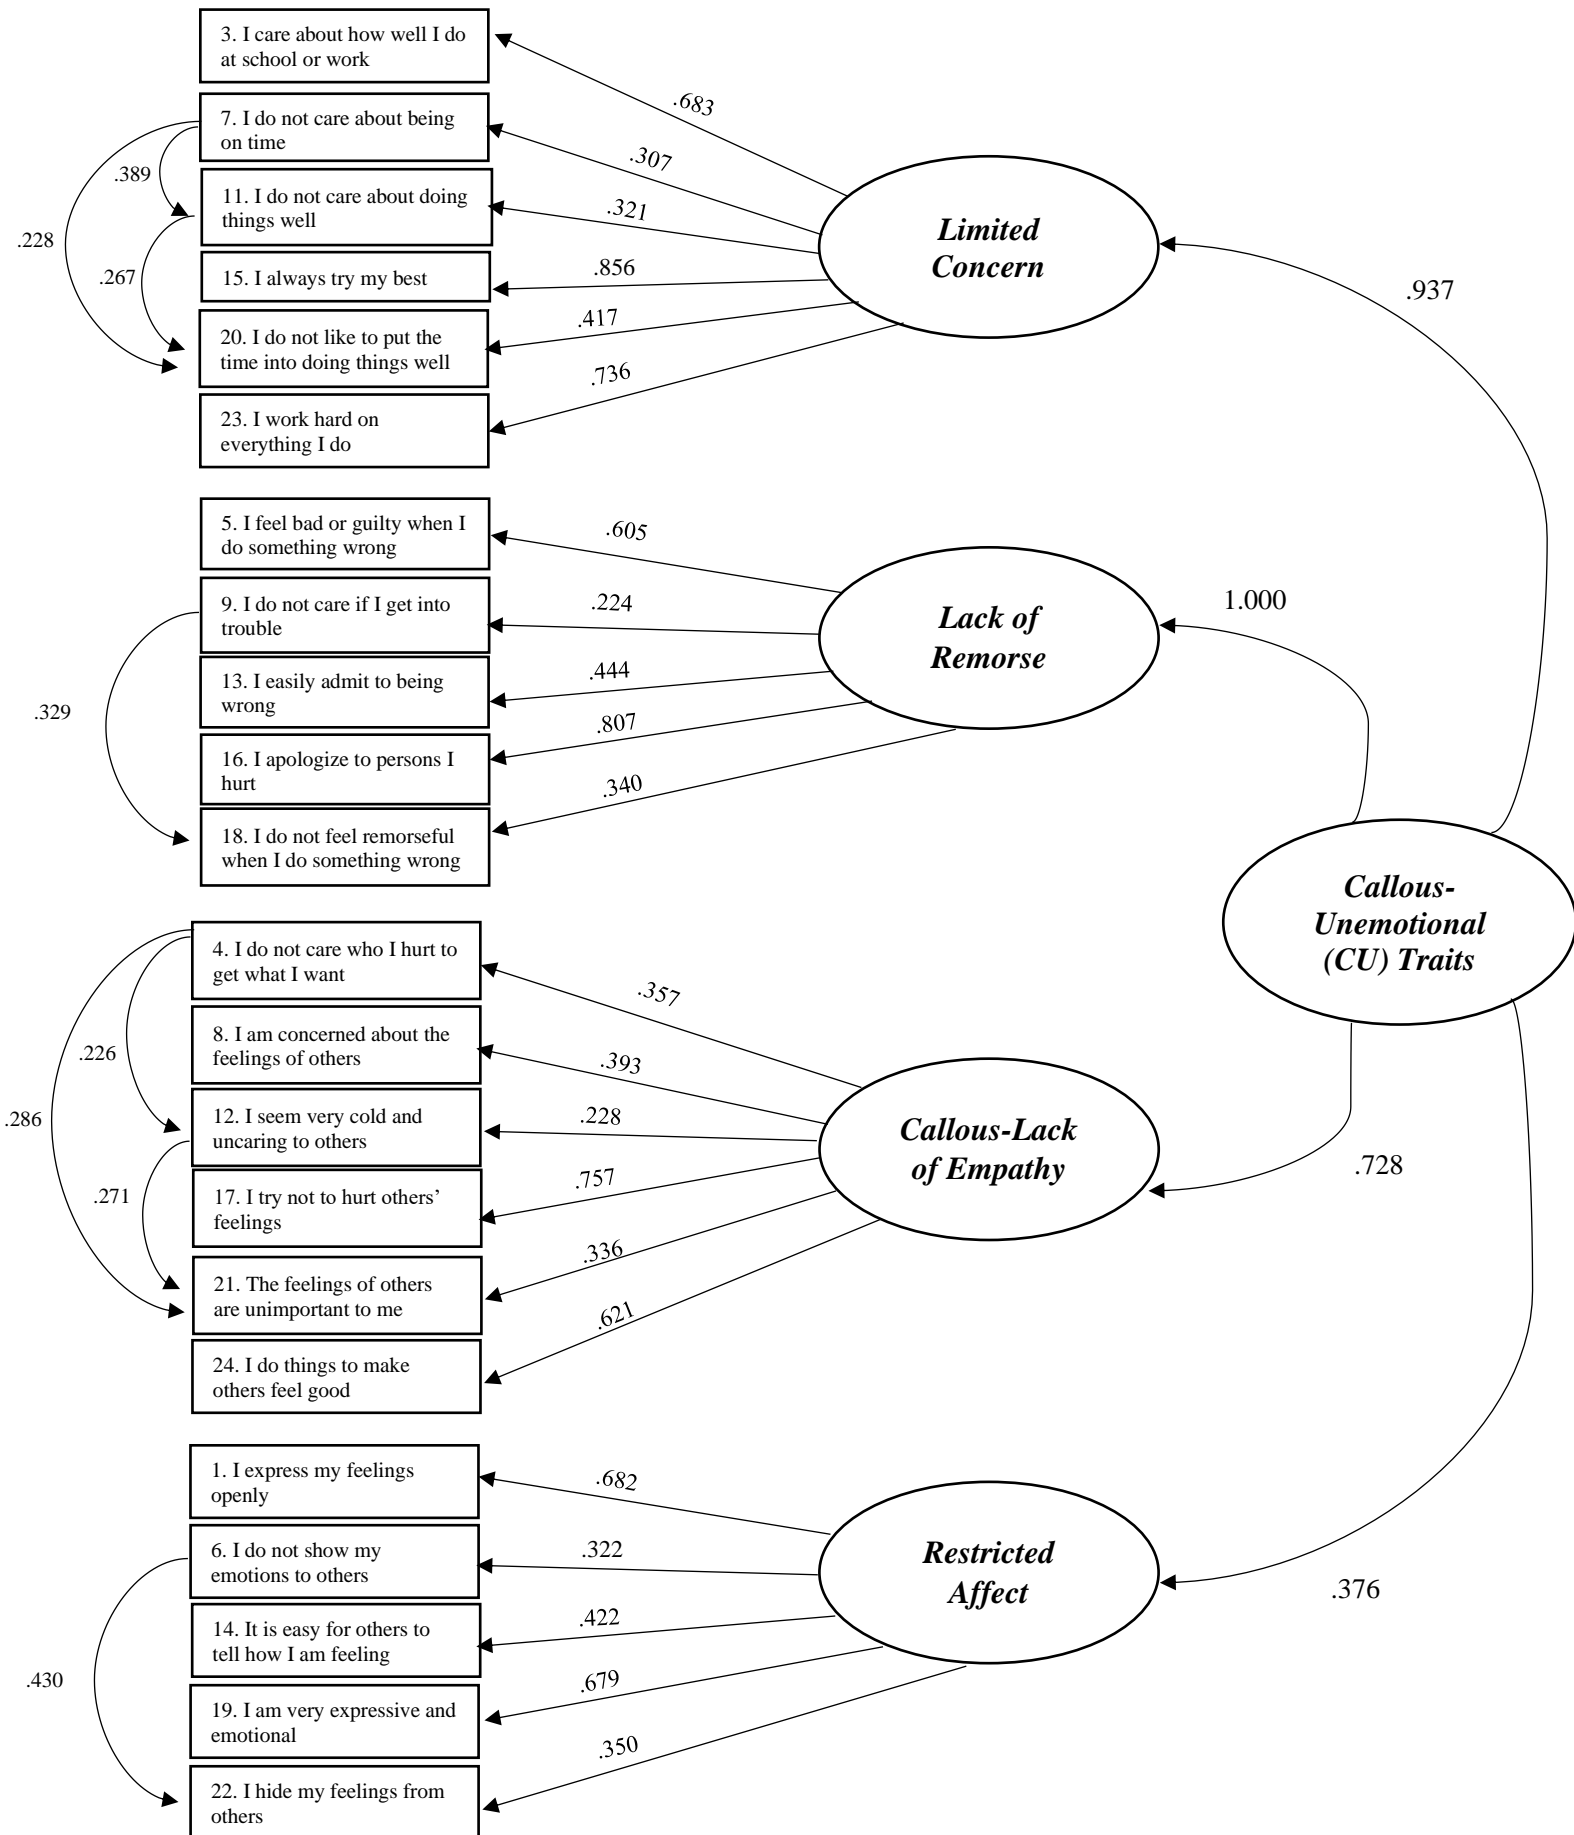 3. I care about how well I do
at school or work
.683
7. I do not care about being
on time
.307
.389
11. I do not care about doing
things well
.321
.228
.267
15. I always try my best
.856
20. I do not like to put the
time into doing things well
.417
23. I work hard on
everything I do
.736
Limited
Concern
.937
5. I feel bad or guilty when I
do something wrong
.605
9. I do not care if I get into
trouble
.224
13. I easily admit to being
wrong
.444
.329
16. I apologize to persons I
hurt
.807
18. I do not feel remorseful
when I do something wrong
.340
Lack of
Remorse
1.000
Callous-
Unemotional
(CU) Traits
4. I do not care who I hurt to
get what I want
.357
8. I am concerned about the
feelings of others
.393
.226
.286
12. I seem very cold and
uncaring to others
.228
.271
17. I try not to hurt others’
feelings
.757
21. The feelings of others
are unimportant to me
.336
24. I do things to make
others feel good
.621
Callous-Lack
of Empathy
.728
1. I express my feelings
openly
.682
6. I do not show my
emotions to others
.322
14. It is easy for others to
tell how I am feeling
.422
.430
19. I am very expressive and
emotional
.679
22. I hide my feelings from
others
.350
Restricted
Affect
.376